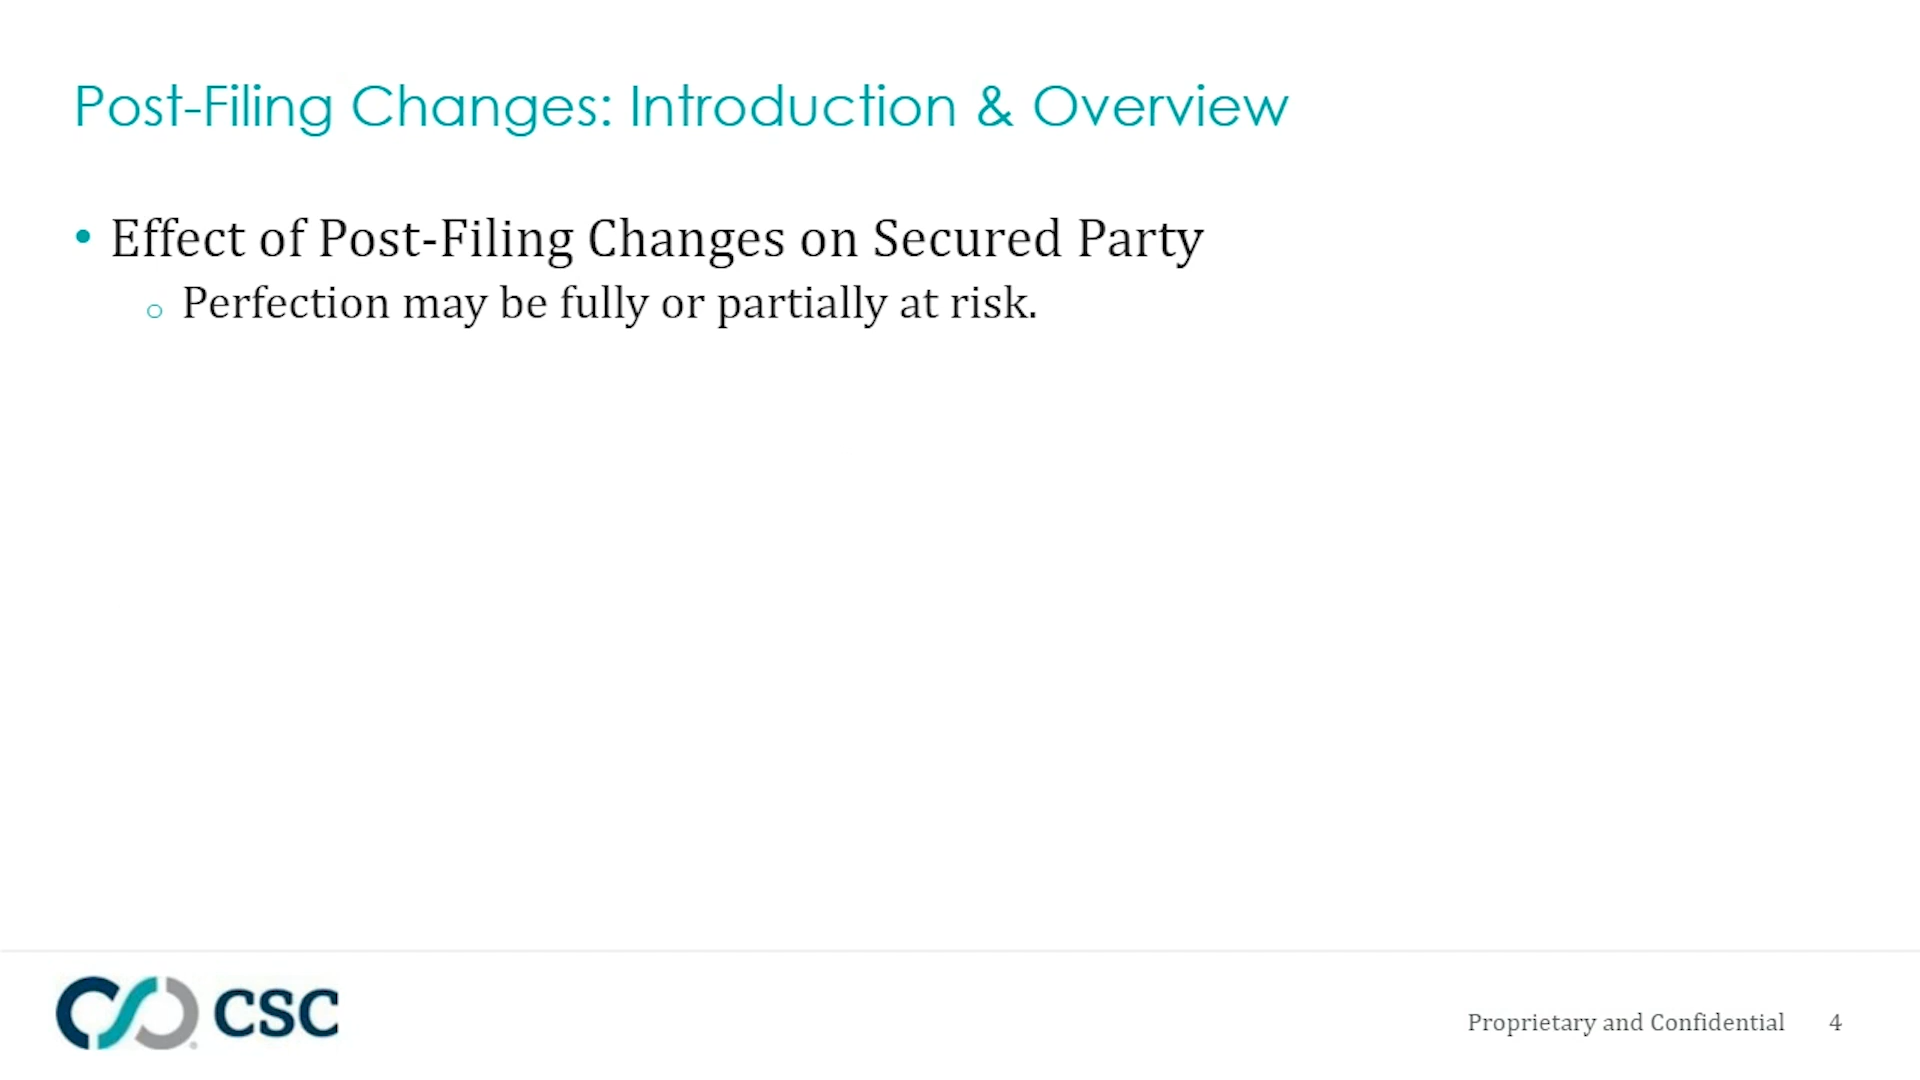 Post-Filing Changes: Introduction & Overview
• Effect of Post-Filing Changes on Secured Party
○ Perfection may be fully or partially at risk.
CSC
Proprietary and Confidential 4